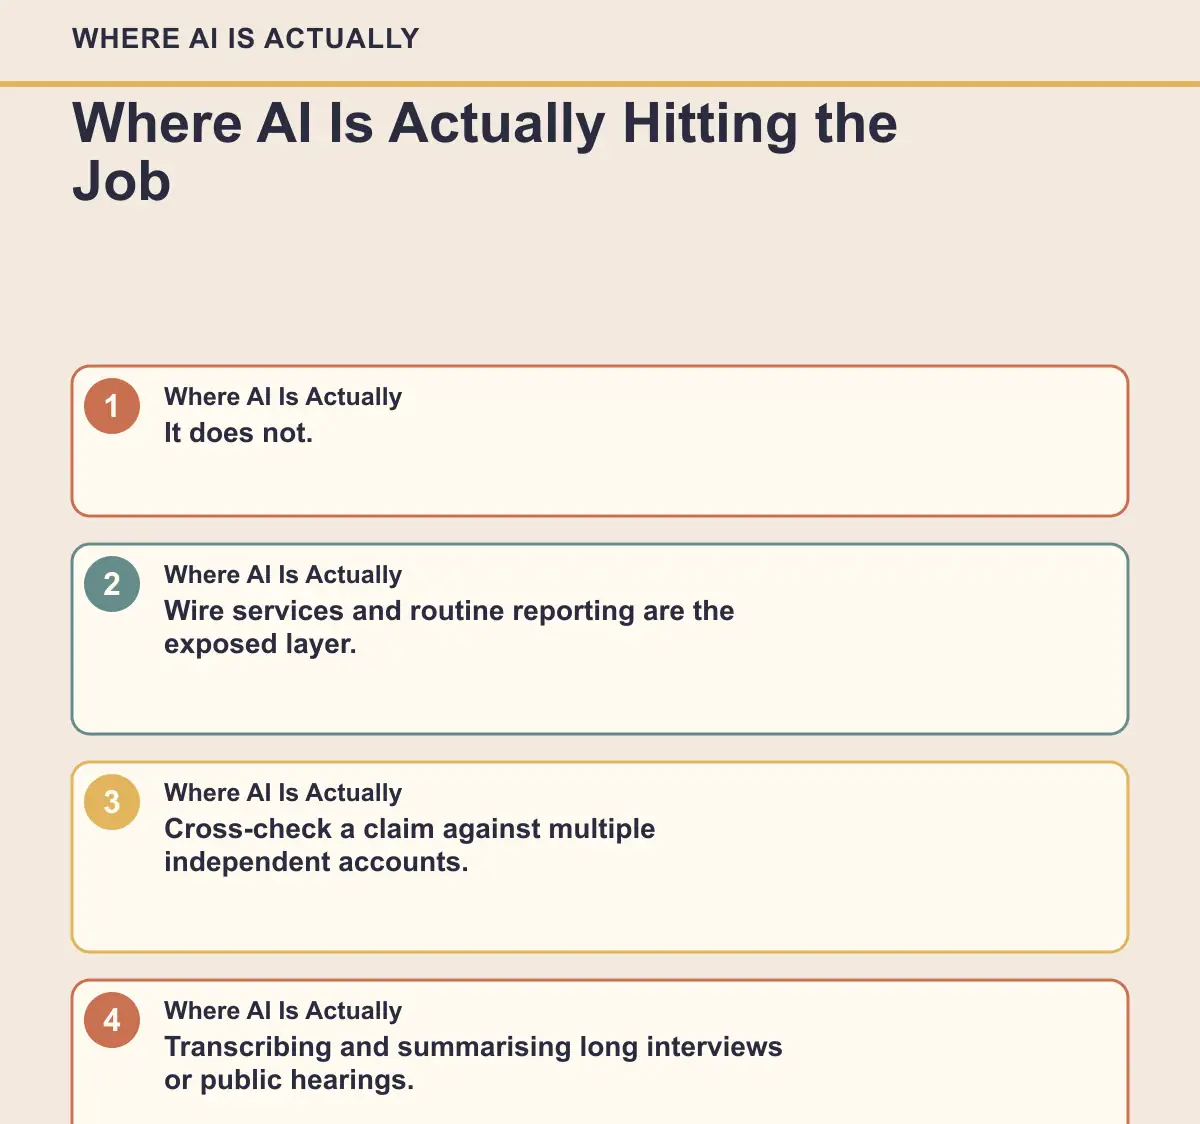 WHERE AI IS ACTUALLY
Where AI Is Actually Hitting the
Job
1
Where AI Is Actually
It does not.
2
Where AI Is Actually
Wire services and routine reporting are the
exposed layer.
3
Where AI Is Actually
Cross-check a claim against multiple
independent accounts.
4
Where AI Is Actually
Transcribing and summarising long interviews
or public hearings.